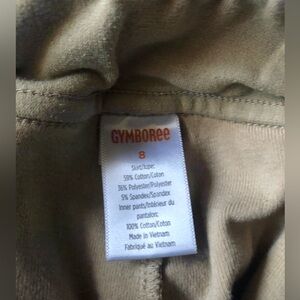 GYMBOREE
8
Skirt/Jupe:
59% Cotton/Coton
36% Polyester/Polyester
5% Spandex/Spandex
Inner pants/Intérieur du
pantalon:
100% Cotton/Coton
Made in Vietnam
Fabriqué au Vietnam